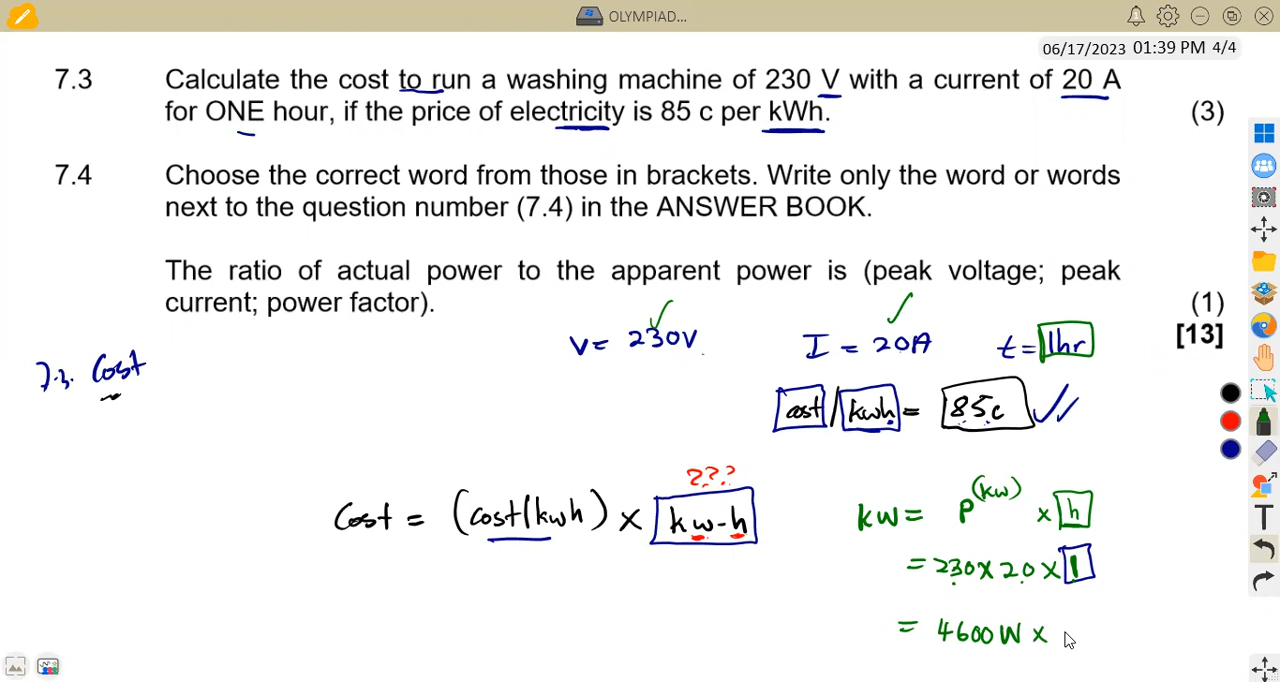 OLYMPIAD...
06/17/2023 01:39 PM 4/4
7.3 Calculate the cost to run a washing machine of 230 V with a current of 20 A
for ONE hour, if the price of electricity is 85 c per kWh. (3)
7.4 Choose the correct word from those in brackets. Write only the word or words
next to the question number (7.4) in the ANSWER BOOK.
The ratio of actual power to the apparent power is (peak voltage; peak
current; power factor). (1)
[13]
V = 230V I = 20A t = 1hr
7.3. Cost
cost/kwh = 85c
Cost = (cost/kwh) × kw-h
???
kw = P(kw) × h
= 230 × 20 × 1
= 4600 W ×